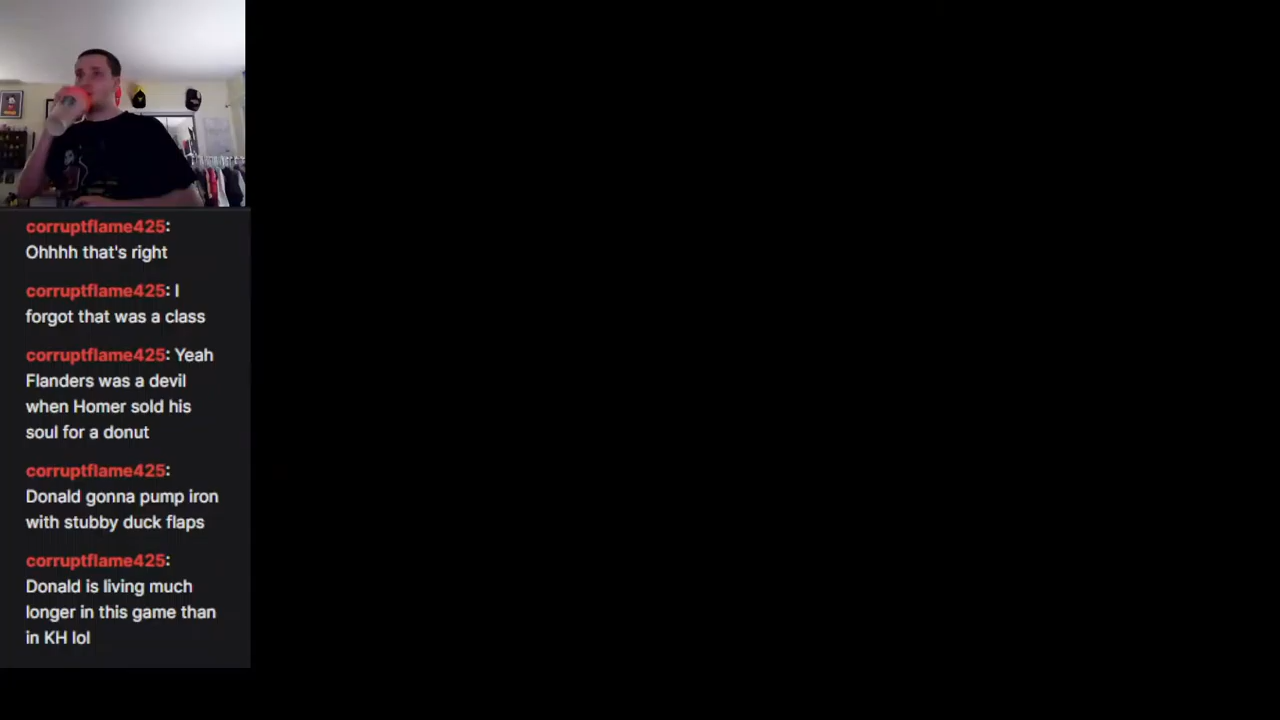 corruptflame425:
Ohhhh that's right
corruptflame425: I
forgot that was a class
corruptflame425: Yeah
Flanders was a devil
when Homer sold his
soul for a donut
corruptflame425:
Donald gonna pump iron
with stubby duck flaps
corruptflame425:
Donald is living much
longer in this game than
in KH lol